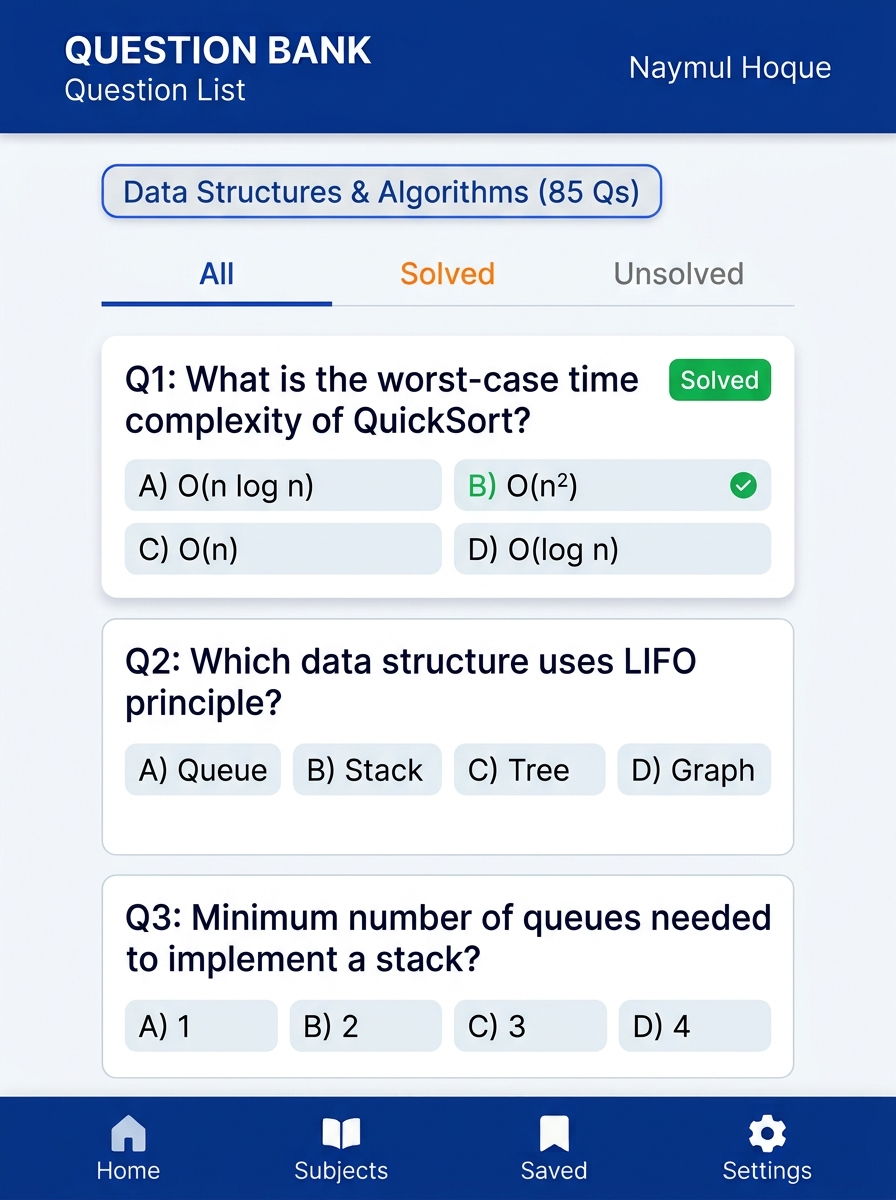 QUESTION BANK
Question List
Naymul Hoque
Data Structures & Algorithms (85 Qs)
All
Solved
Unsolved
Q1: What is the worst-case time
complexity of QuickSort?
Solved
A) O(n log n)
B) O(n²)
C) O(n)
D) O(log n)
Q2: Which data structure uses LIFO
principle?
A) Queue
B) Stack
C) Tree
D) Graph
Q3: Minimum number of queues needed
to implement a stack?
A) 1
B) 2
C) 3
D) 4
Home
Subjects
Saved
Settings